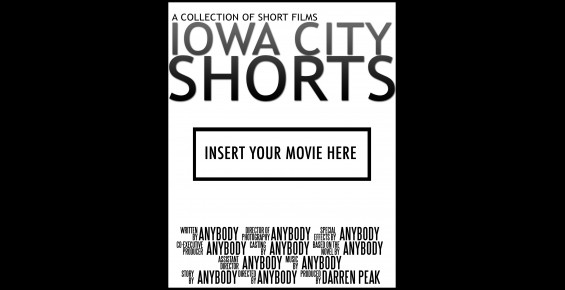 A COLLECTION OF SHORT FILMS
IOWA CITY
SHORTS
INSERT YOUR MOVIE HERE
WRITTEN BY ANYBODY DIRECTOR OF PHOTOGRAPHY ANYBODY SPECIAL EFFECTS BY ANYBODY
CO-EXECUTIVE PRODUCER ANYBODY CASTING BY ANYBODY BASED ON THE NOVEL BY ANYBODY
ASSISTANT DIRECTOR ANYBODY MUSIC BY ANYBODY
STORY BY ANYBODY DIRECTED BY ANYBODY PRODUCED BY DARREN PEAK